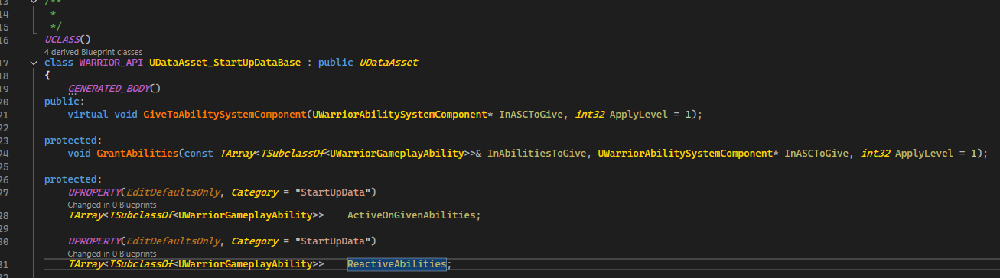 13 /**
14 *
15 */
16 UCLASS()
4 derived Blueprint classes
17 class WARRIOR_API UDataAsset_StartUpDataBase : public UDataAsset
18 {
19 GENERATED_BODY()
20 public:
21 virtual void GiveToAbilitySystemComponent(UWarriorAbilitySystemComponent* InASCToGive, int32 ApplyLevel = 1);
22
23 protected:
24 void GrantAbilities(const TArray<TSubclassOf<UWarriorGameplayAbility>>& InAbilitiesToGive, UWarriorAbilitySystemComponent* InASCToGive, int32 ApplyLevel = 1);
25
26 protected:
27 UPROPERTY(EditDefaultsOnly, Category = "StartUpData")
Changed in 0 Blueprints
28 TArray<TSubclassOf<UWarriorGameplayAbility>> ActiveOnGivenAbilities;
29
30 UPROPERTY(EditDefaultsOnly, Category = "StartUpData")
Changed in 0 Blueprints
31 TArray<TSubclassOf<UWarriorGameplayAbility>> ReactiveAbilities;
32